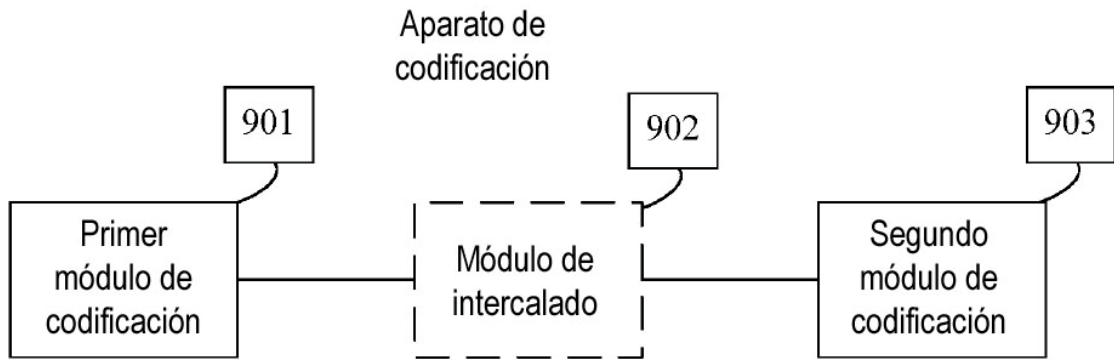 Aparato de
codificación
901
902
903
Primer
módulo de
codificación
Módulo de
intercalado
Segundo
módulo de
codificación